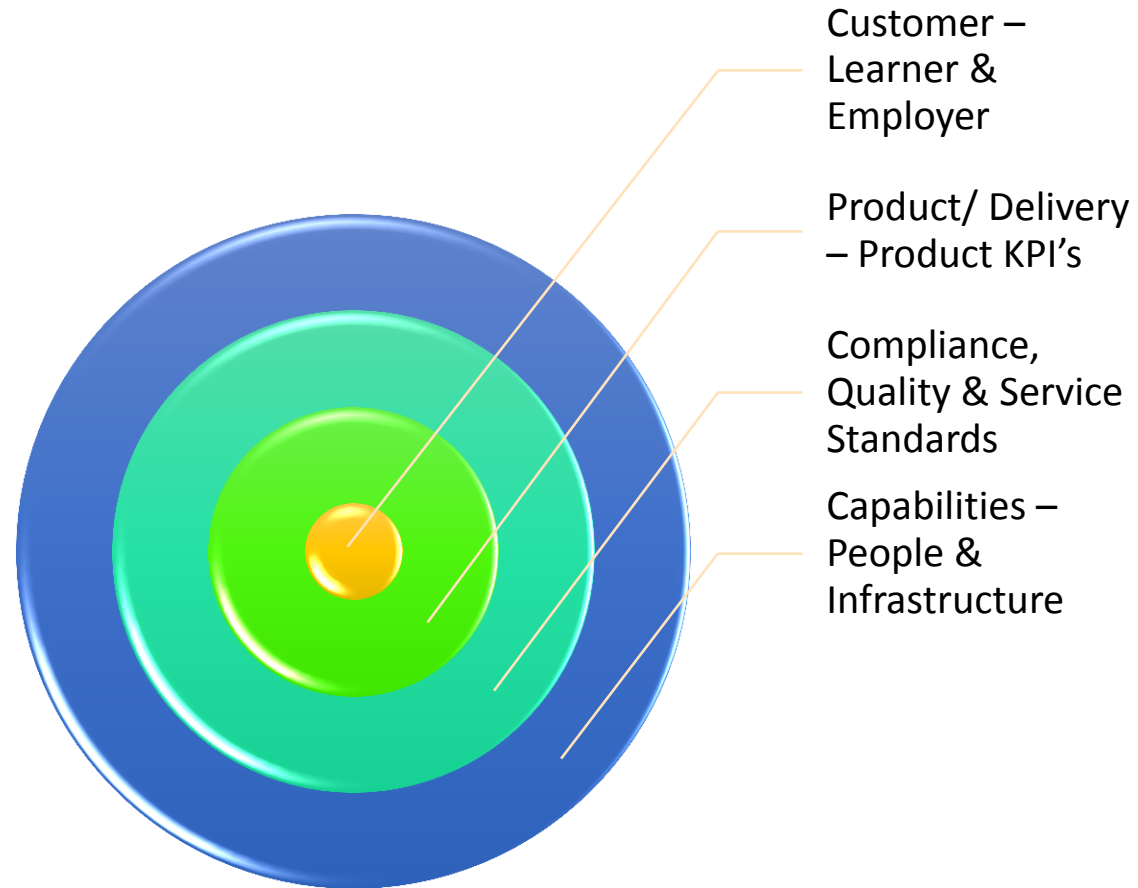 Customer –
Learner &
Employer
Product/ Delivery
– Product KPI’s
Compliance,
Quality & Service
Standards
Capabilities –
People &
Infrastructure